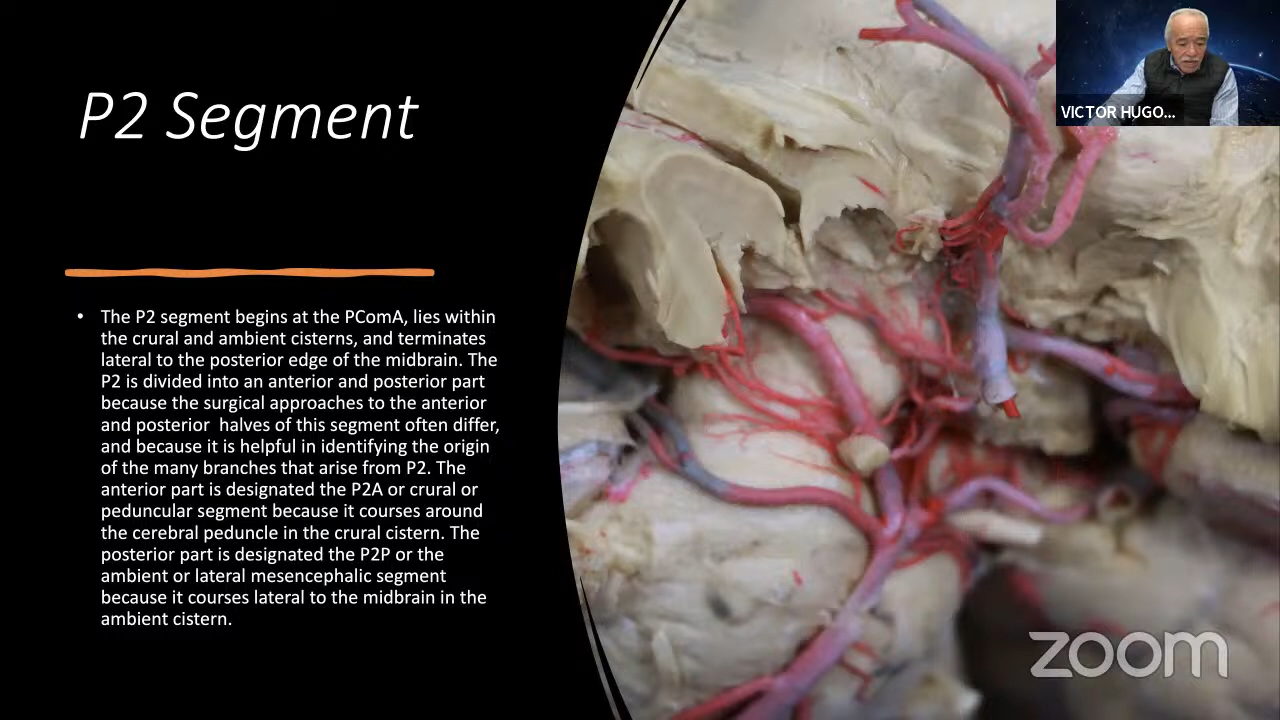 P2 Segment
• The P2 segment begins at the PComA, lies within
the crural and ambient cisterns, and terminates
lateral to the posterior edge of the midbrain. The
P2 is divided into an anterior and posterior part
because the surgical approaches to the anterior
and posterior  halves of this segment often differ,
and because it is helpful in identifying the origin
of the many branches that arise from P2. The
anterior part is designated the P2A or crural or
peduncular segment because it courses around
the cerebral peduncle in the crural cistern. The
posterior part is designated the P2P or the
ambient or lateral mesencephalic segment
because it courses lateral to the midbrain in the
ambient cistern.
VICTOR HUGO...
zoom